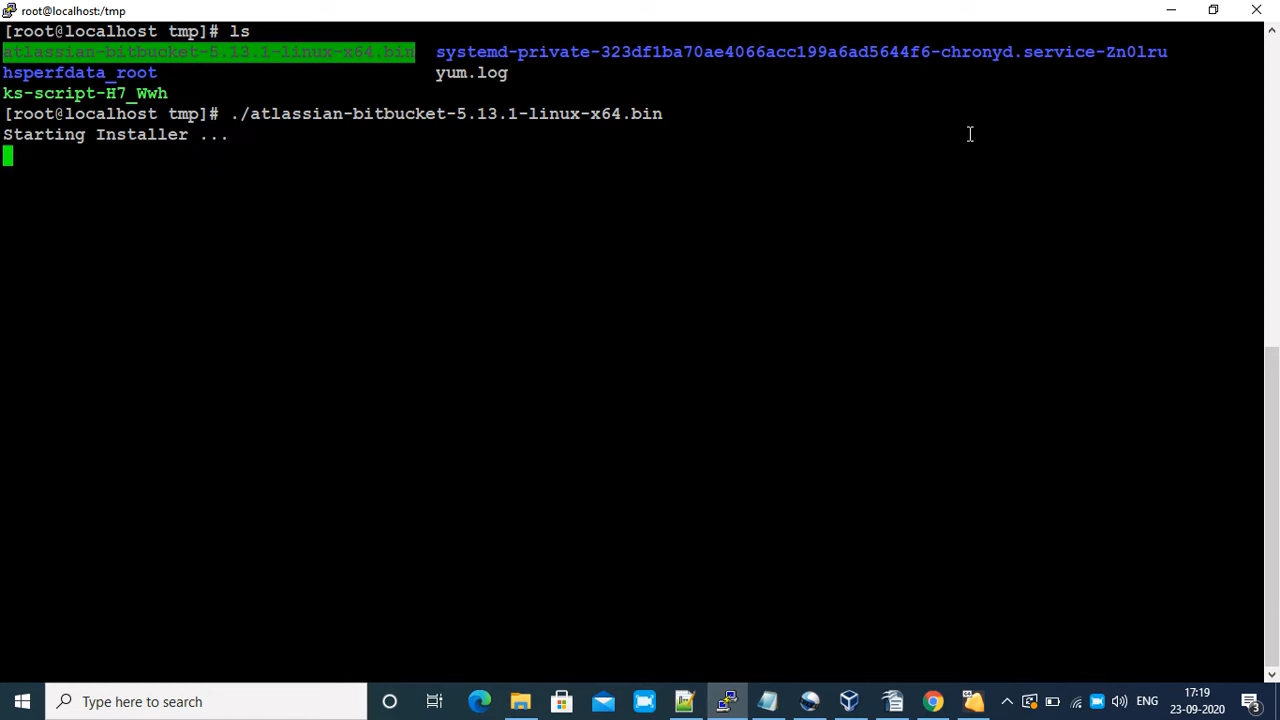 root@localhost:/tmp
[root@localhost tmp]# ls
atlassian-bitbucket-5.13.1-linux-x64.bin systemd-private-323df1ba70ae4066acc199a6ad5644f6-chronyd.service-Zn0lru
hsperfdata_root yum.log
ks-script-H7_Wwh
[root@localhost tmp]# ./atlassian-bitbucket-5.13.1-linux-x64.bin
Starting Installer ...
Type here to search
ENG
17:19
23-09-2020
3